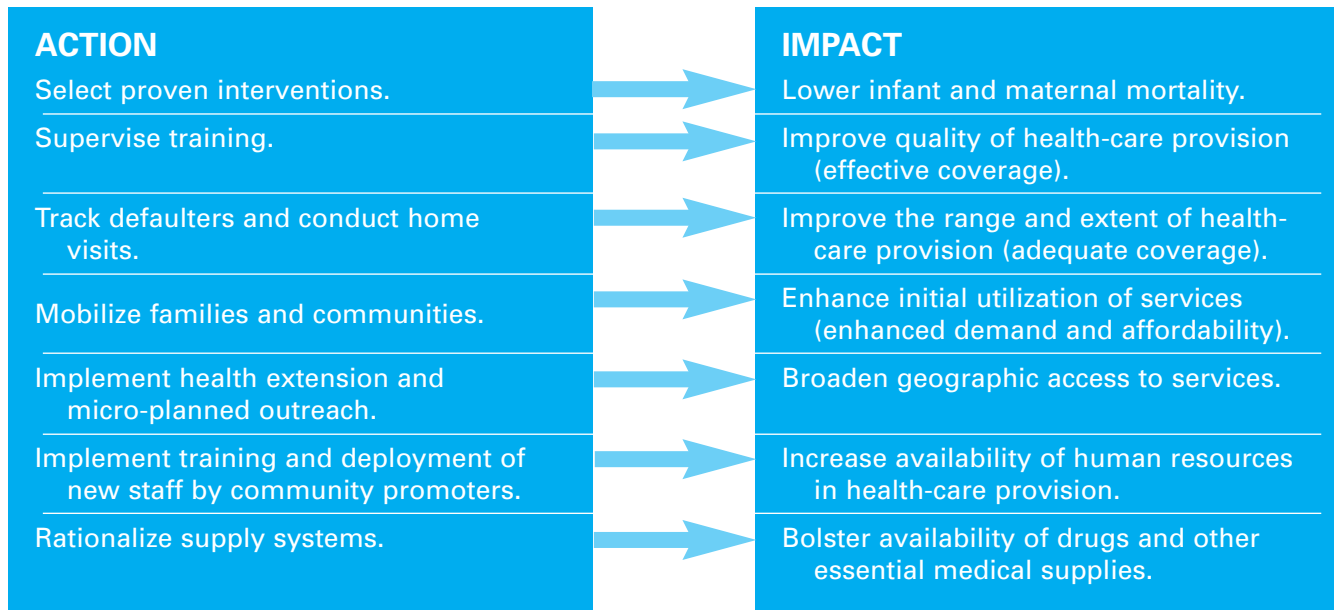 ACTION
Select proven interventions.
Supervise training.
Track defaulters and conduct home
visits.
Mobilize families and communities.
Implement health extension and
micro-planned outreach.
Implement training and deployment of
new staff by community promoters.
Rationalize supply systems.
IMPACT
Lower infant and maternal mortality.
Improve quality of health-care provision
(effective coverage).
Improve the range and extent of health-
care provision (adequate coverage).
Enhance initial utilization of services
(enhanced demand and affordability).
Broaden geographic access to services.
Increase availability of human resources
in health-care provision.
Bolster availability of drugs and other
essential medical supplies.